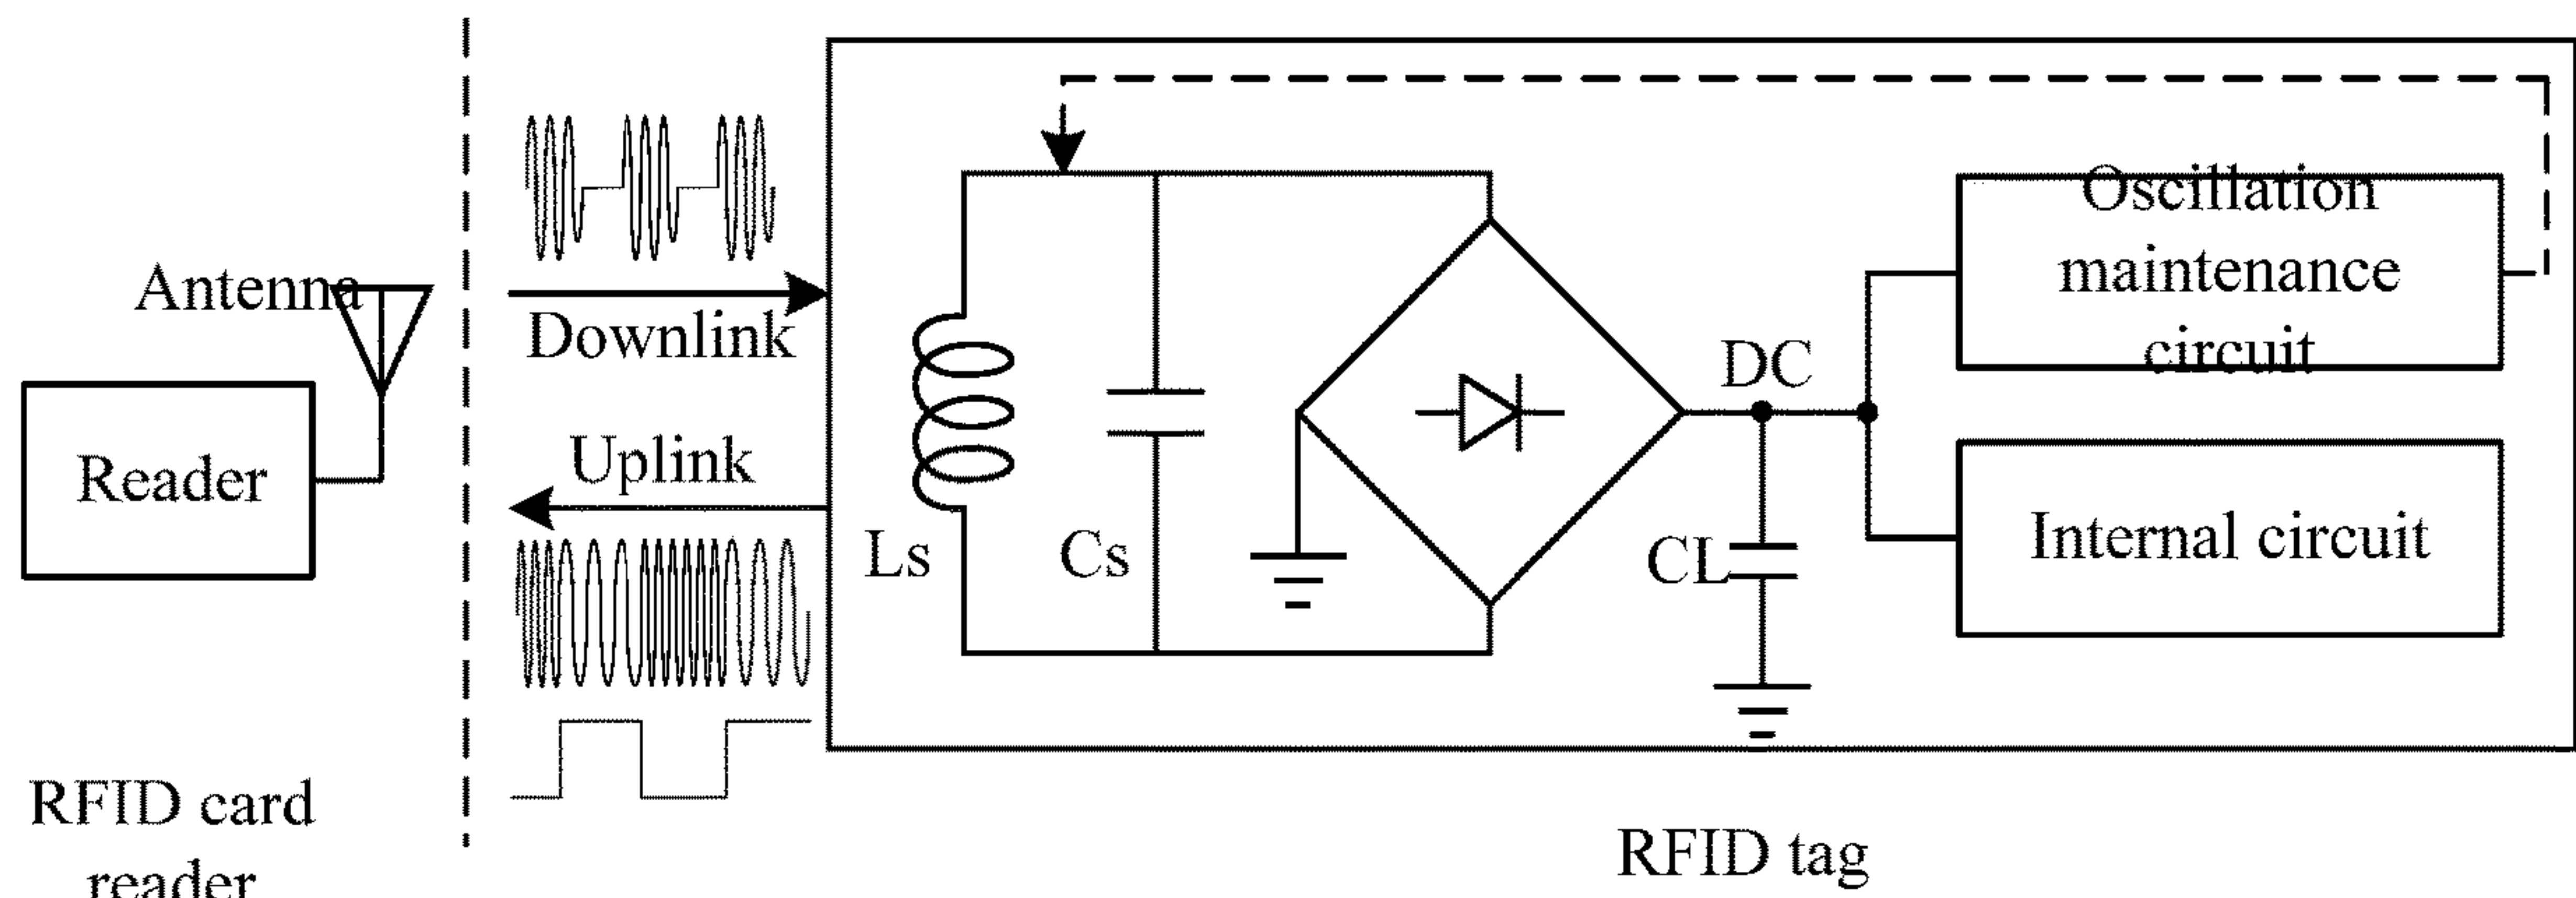 Antenna
Reader
RFID card
reader
Downlink
Uplink
Ls
Cs
DC
CL
Oscillation
maintenance
circuit
Internal circuit
RFID tag